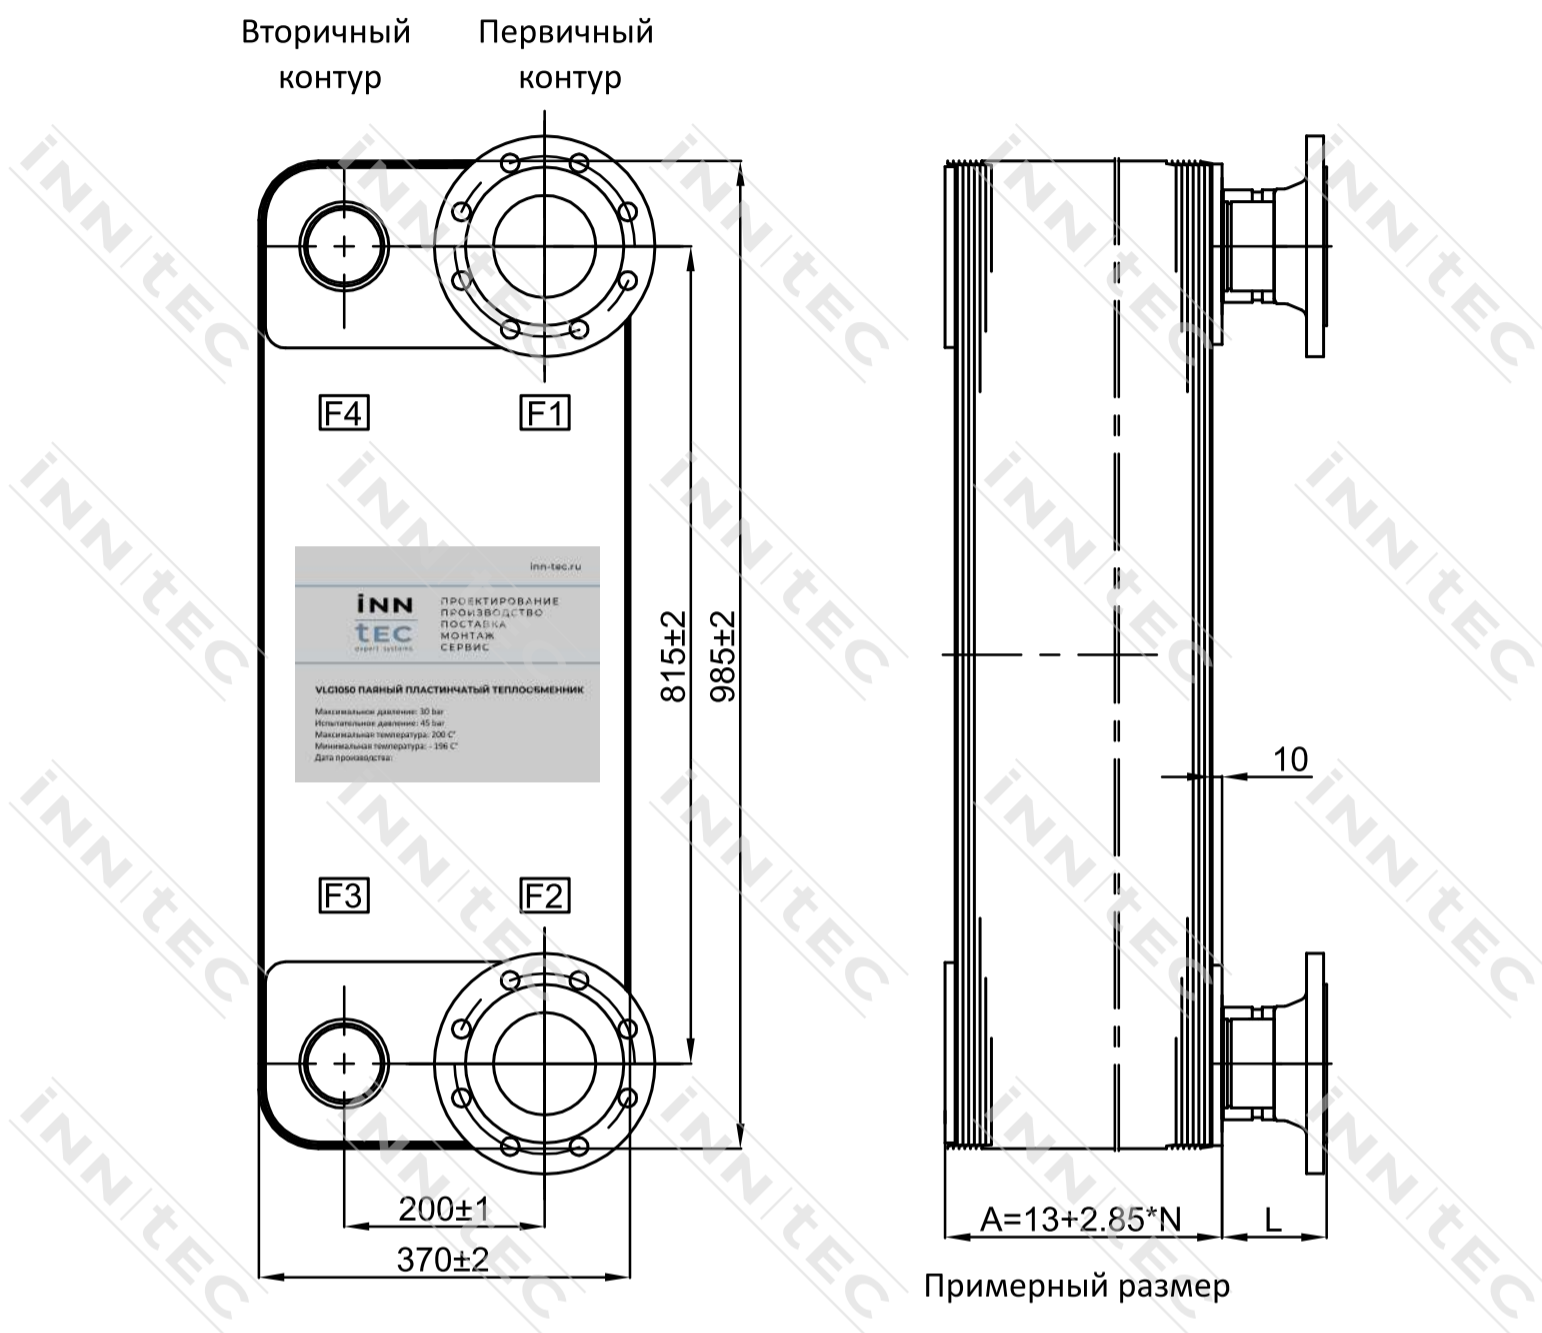 Вторичный контур
Первичный контур
F4
F1
inn-tec.ru
iNN
tEC
expert systems
ПРОЕКТИРОВАНИЕ
ПРОИЗВОДСТВО
ПОСТАВКА
МОНТАЖ
СЕРВИС
VLG1050 ПАЯНЫЙ ПЛАСТИНЧАТЫЙ ТЕПЛООБМЕННИК
Максимальное давление: 30 bar
Испытательное давление: 45 bar
Максимальная температура: 200 C°
Минимальная температура: - 196 C°
Дата производства:
815±2
985±2
F3
F2
200±1
370±2
10
A=13+2.85*N
L
Примерный размер